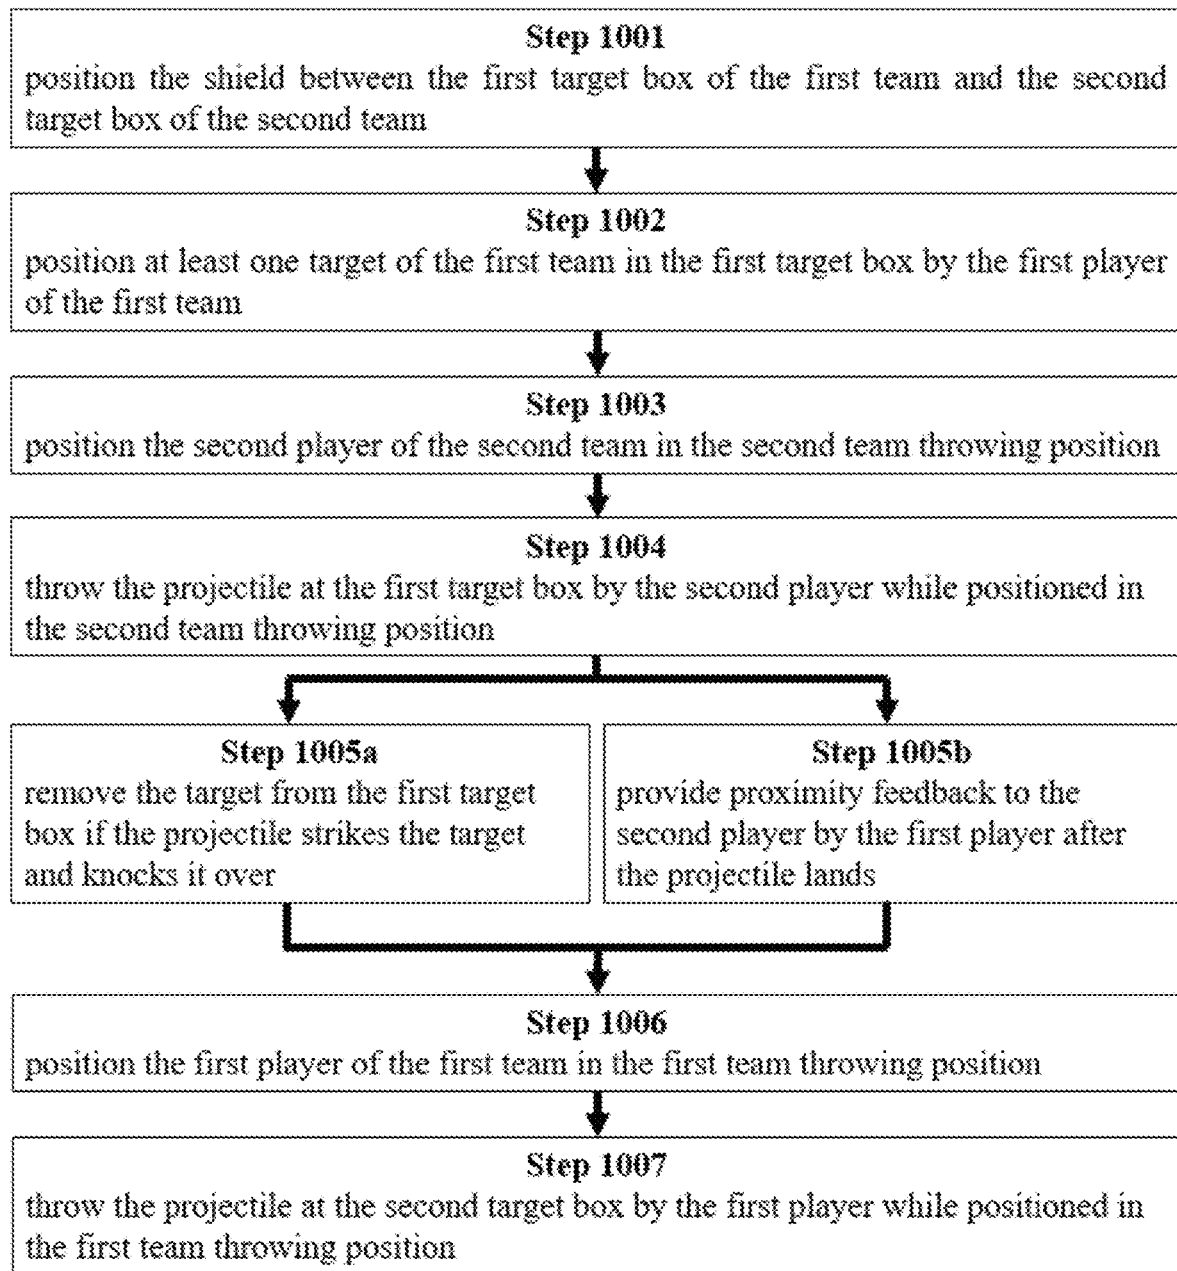 Step 1001
position the shield between the first target box of the first team and the second
target box of the second team
Step 1002
position at least one target of the first team in the first target box by the first player
of the first team
Step 1003
position the second player of the second team in the second team throwing position
Step 1004
throw the projectile at the first target box by the second player while positioned in
the second team throwing position
Step 1005a
remove the target from the first target
box if the projectile strikes the target
and knocks it over
Step 1005b
provide proximity feedback to the
second player by the first player after
the projectile lands
Step 1006
position the first player of the first team in the first team throwing position
Step 1007
throw the projectile at the second target box by the first player while positioned in
the first team throwing position